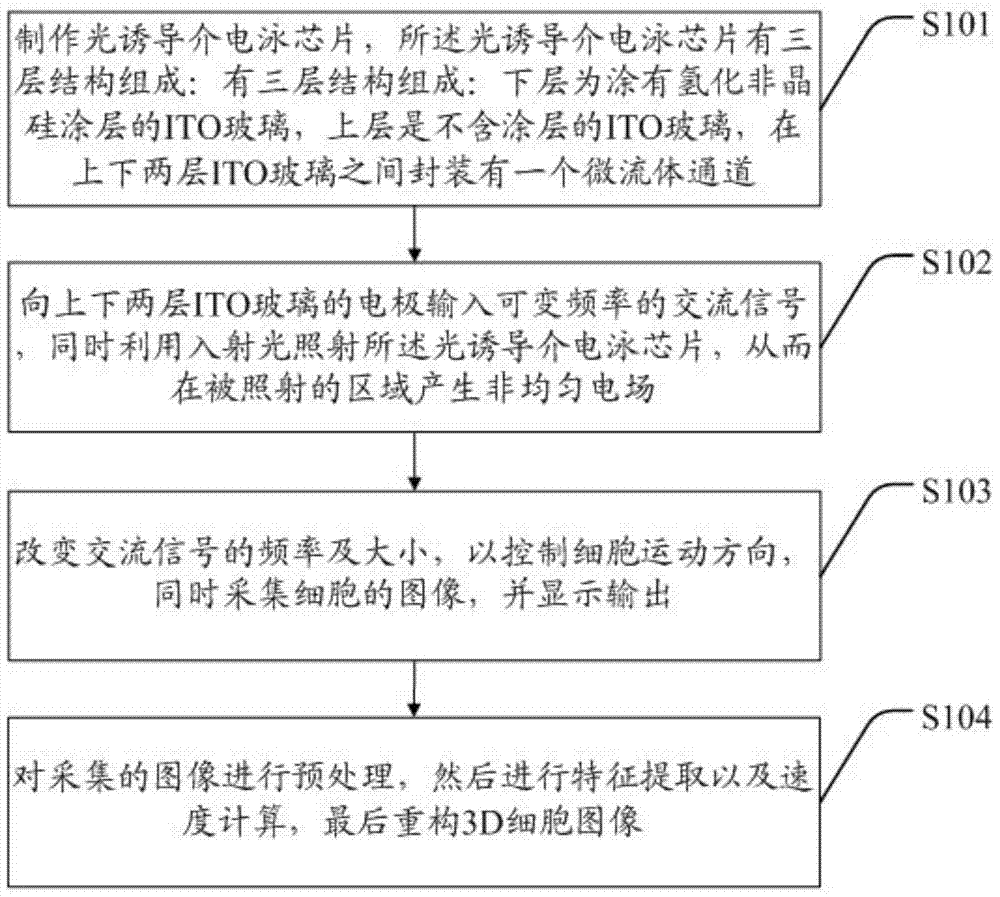 制作光诱导介电泳芯片，所述光诱导介电泳芯片有三
层结构组成：有三层结构组成：下层为涂有氢化非晶
硅涂层的ITO玻璃，上层是不含涂层的ITO玻璃，在
上下两层ITO玻璃之间封装有一个微流体通道
S101
向上下两层ITO玻璃的电极输入可变频率的交流信号
，同时利用入射光照射所述光诱导介电泳芯片，从而
在被照射的区域产生非均匀电场
S102
改变交流信号的频率及大小，以控制细胞运动方向，
同时采集细胞的图像，并显示输出
S103
对采集的图像进行预处理，然后进行特征提取以及速
度计算，最后重构3D细胞图像
S104